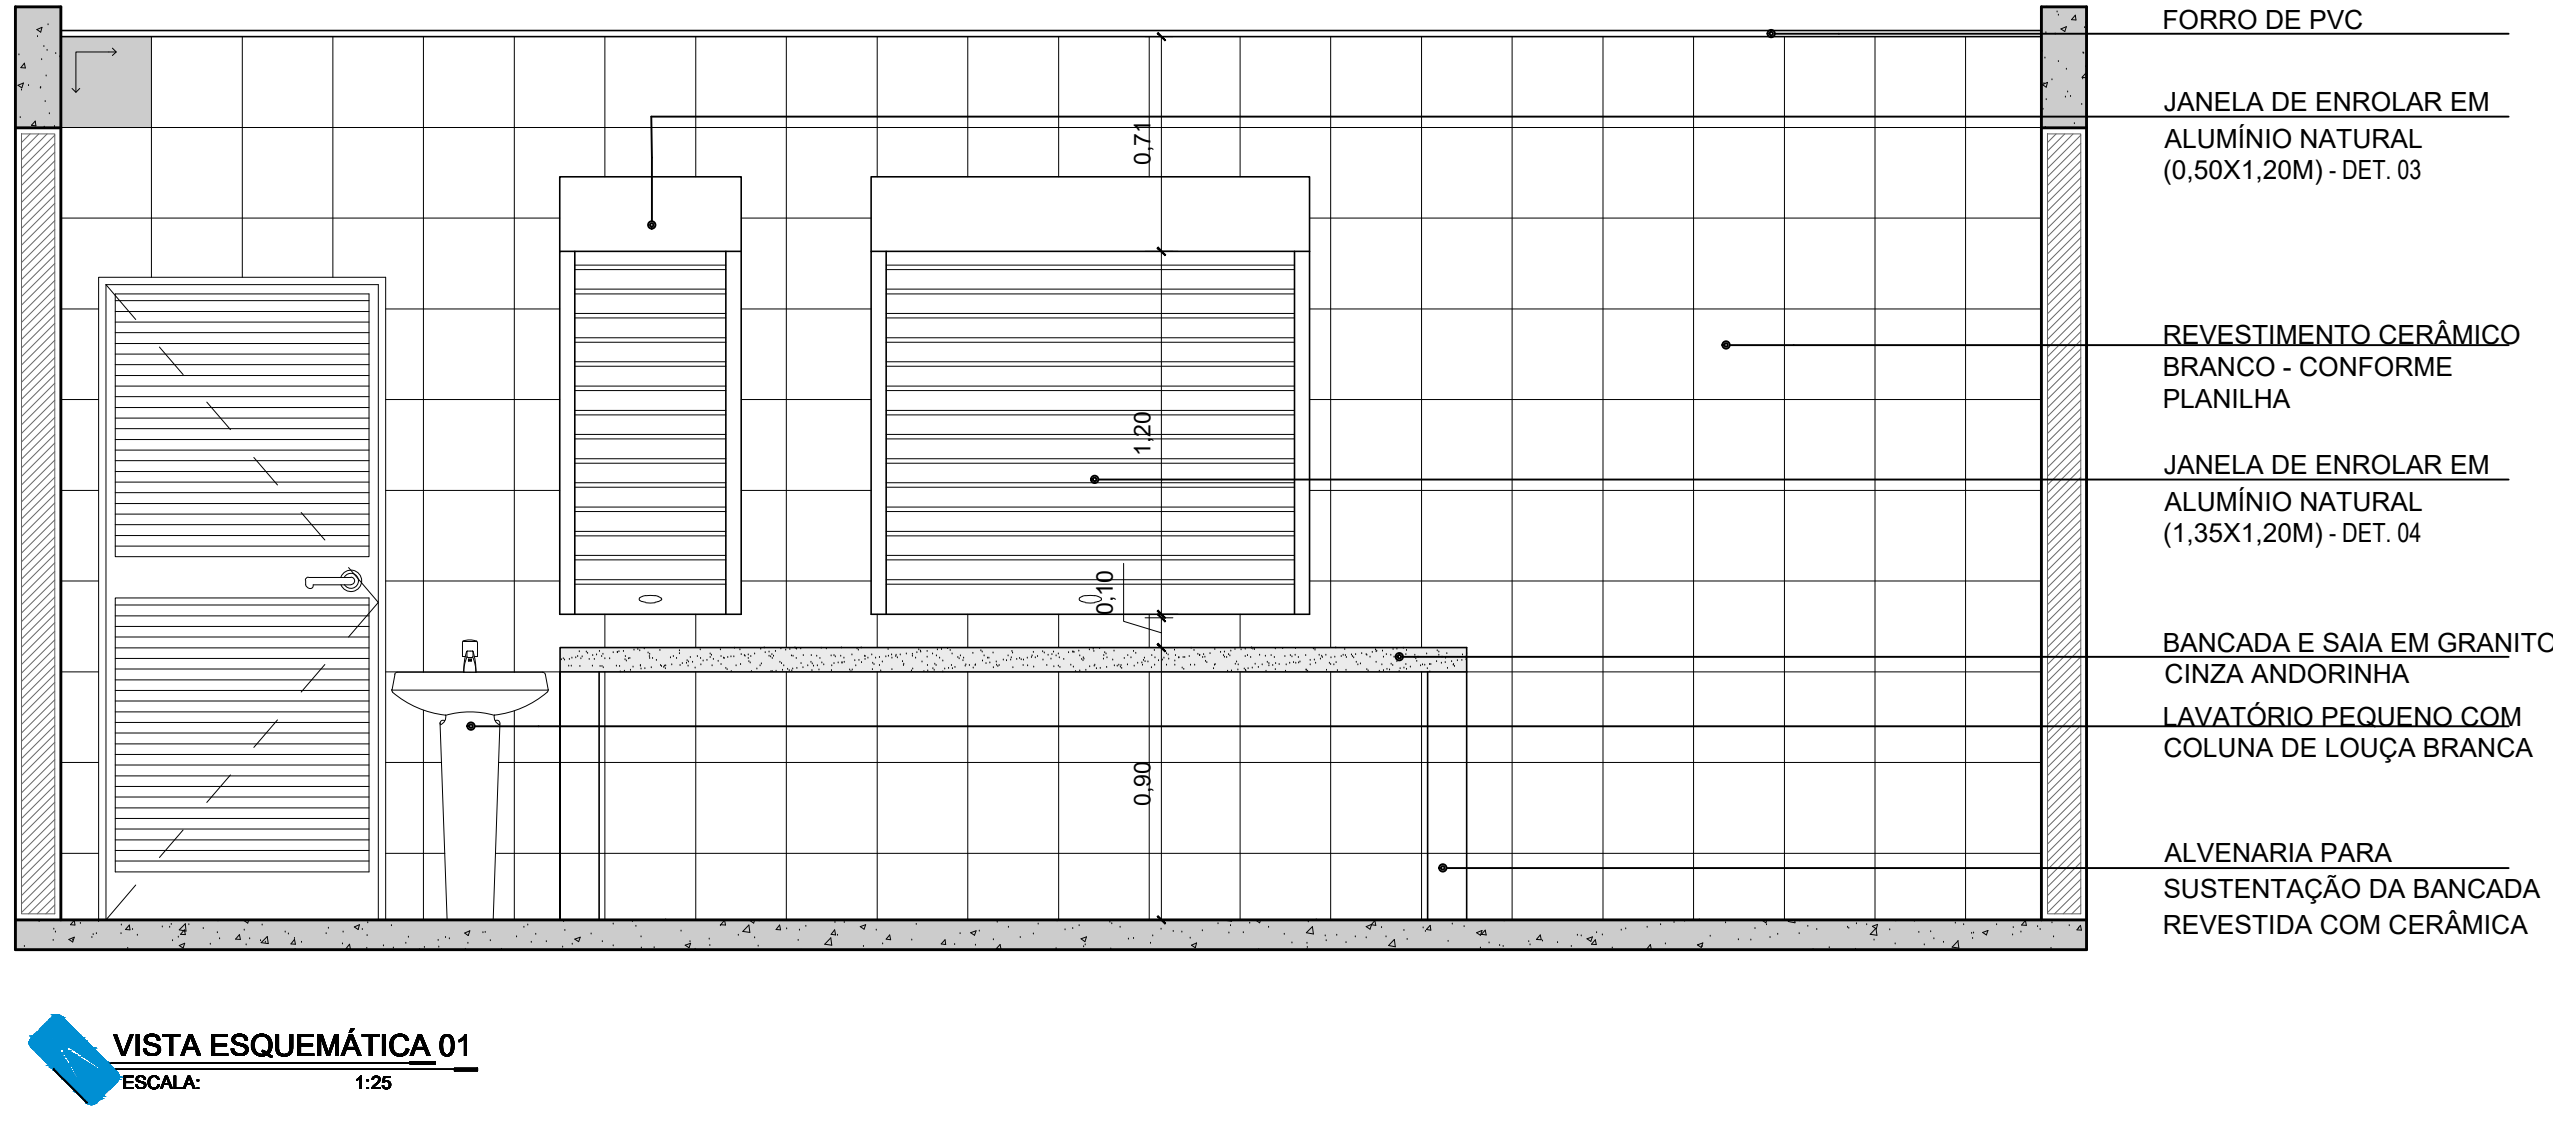 FORRO DE PVC
JANELA DE ENROLAR EM
ALUMÍNIO NATURAL
(0,50X1,20M) - DET. 03
REVESTIMENTO CERÂMICO
BRANCO - CONFORME
PLANILHA
JANELA DE ENROLAR EM
ALUMÍNIO NATURAL
(1,35X1,20M) - DET. 04
BANCADA E SAIA EM GRANITO
CINZA ANDORINHA
LAVATÓRIO PEQUENO COM
COLUNA DE LOUÇA BRANCA
ALVENARIA PARA
SUSTENTAÇÃO DA BANCADA
REVESTIDA COM CERÂMICA
0,71
1,20
0,10
0,90
VISTA ESQUEMÁTICA 01
ESCALA: 1:25